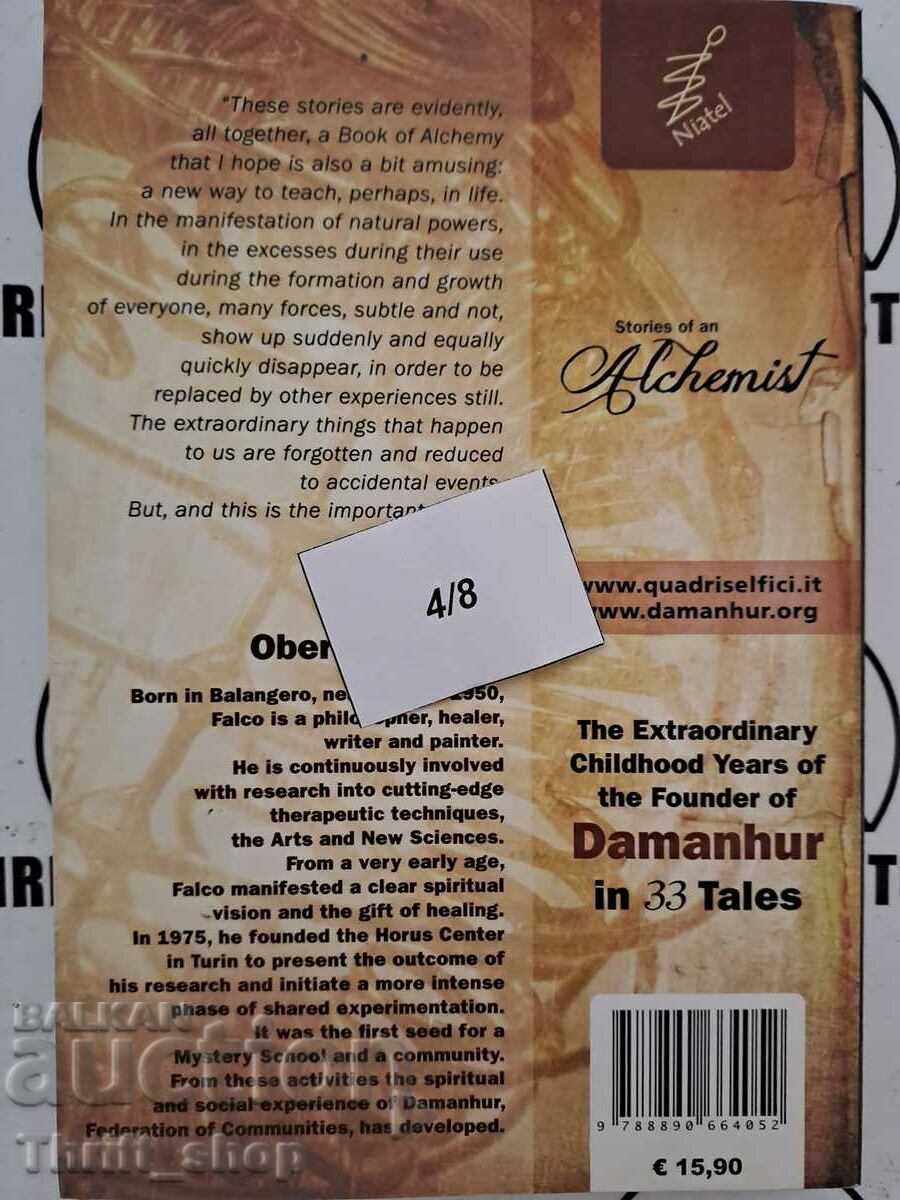 "These stories are evidently,
all together, a Book of Alchemy
that I hope is also a bit amusing:
a new way to teach, perhaps, in life.
In the manifestation of natural powers,
in the excesses during their use
during the formation and growth
of everyone, many forces, subtle and not,
show up suddenly and equally
quickly disappear, in order to be
replaced by other experiences still.
The extraordinary things that happen
to us are forgotten and reduced
to accidental events.
But, and this is the important
4/8
Ober
Born in Balangero, 1950,
Falco is a philosopher, healer,
writer and painter.
He is continuously involved
with research into cutting-edge
therapeutic techniques,
the Arts and New Sciences.
From a very early age,
Falco manifested a clear spiritual
vision and the gift of healing.
In 1975, he founded the Horus Center
in Turin to present the outcome of
his research and initiate a more intense
phase of shared experimentation.
It was the first seed for a
Mystery School and a community.
From these activities the spiritual
and social experience of Damanhur,
Federation of Communities, has developed.
Niatel
Stories of an
Alchemist
www.quadriselfici.it
www.damanhur.org
The Extraordinary
Childhood Years of
the Founder of
Damanhur
in 33 Tales
9 788890 664052
€ 15,90
BALKAN
auction
Thrift_shop